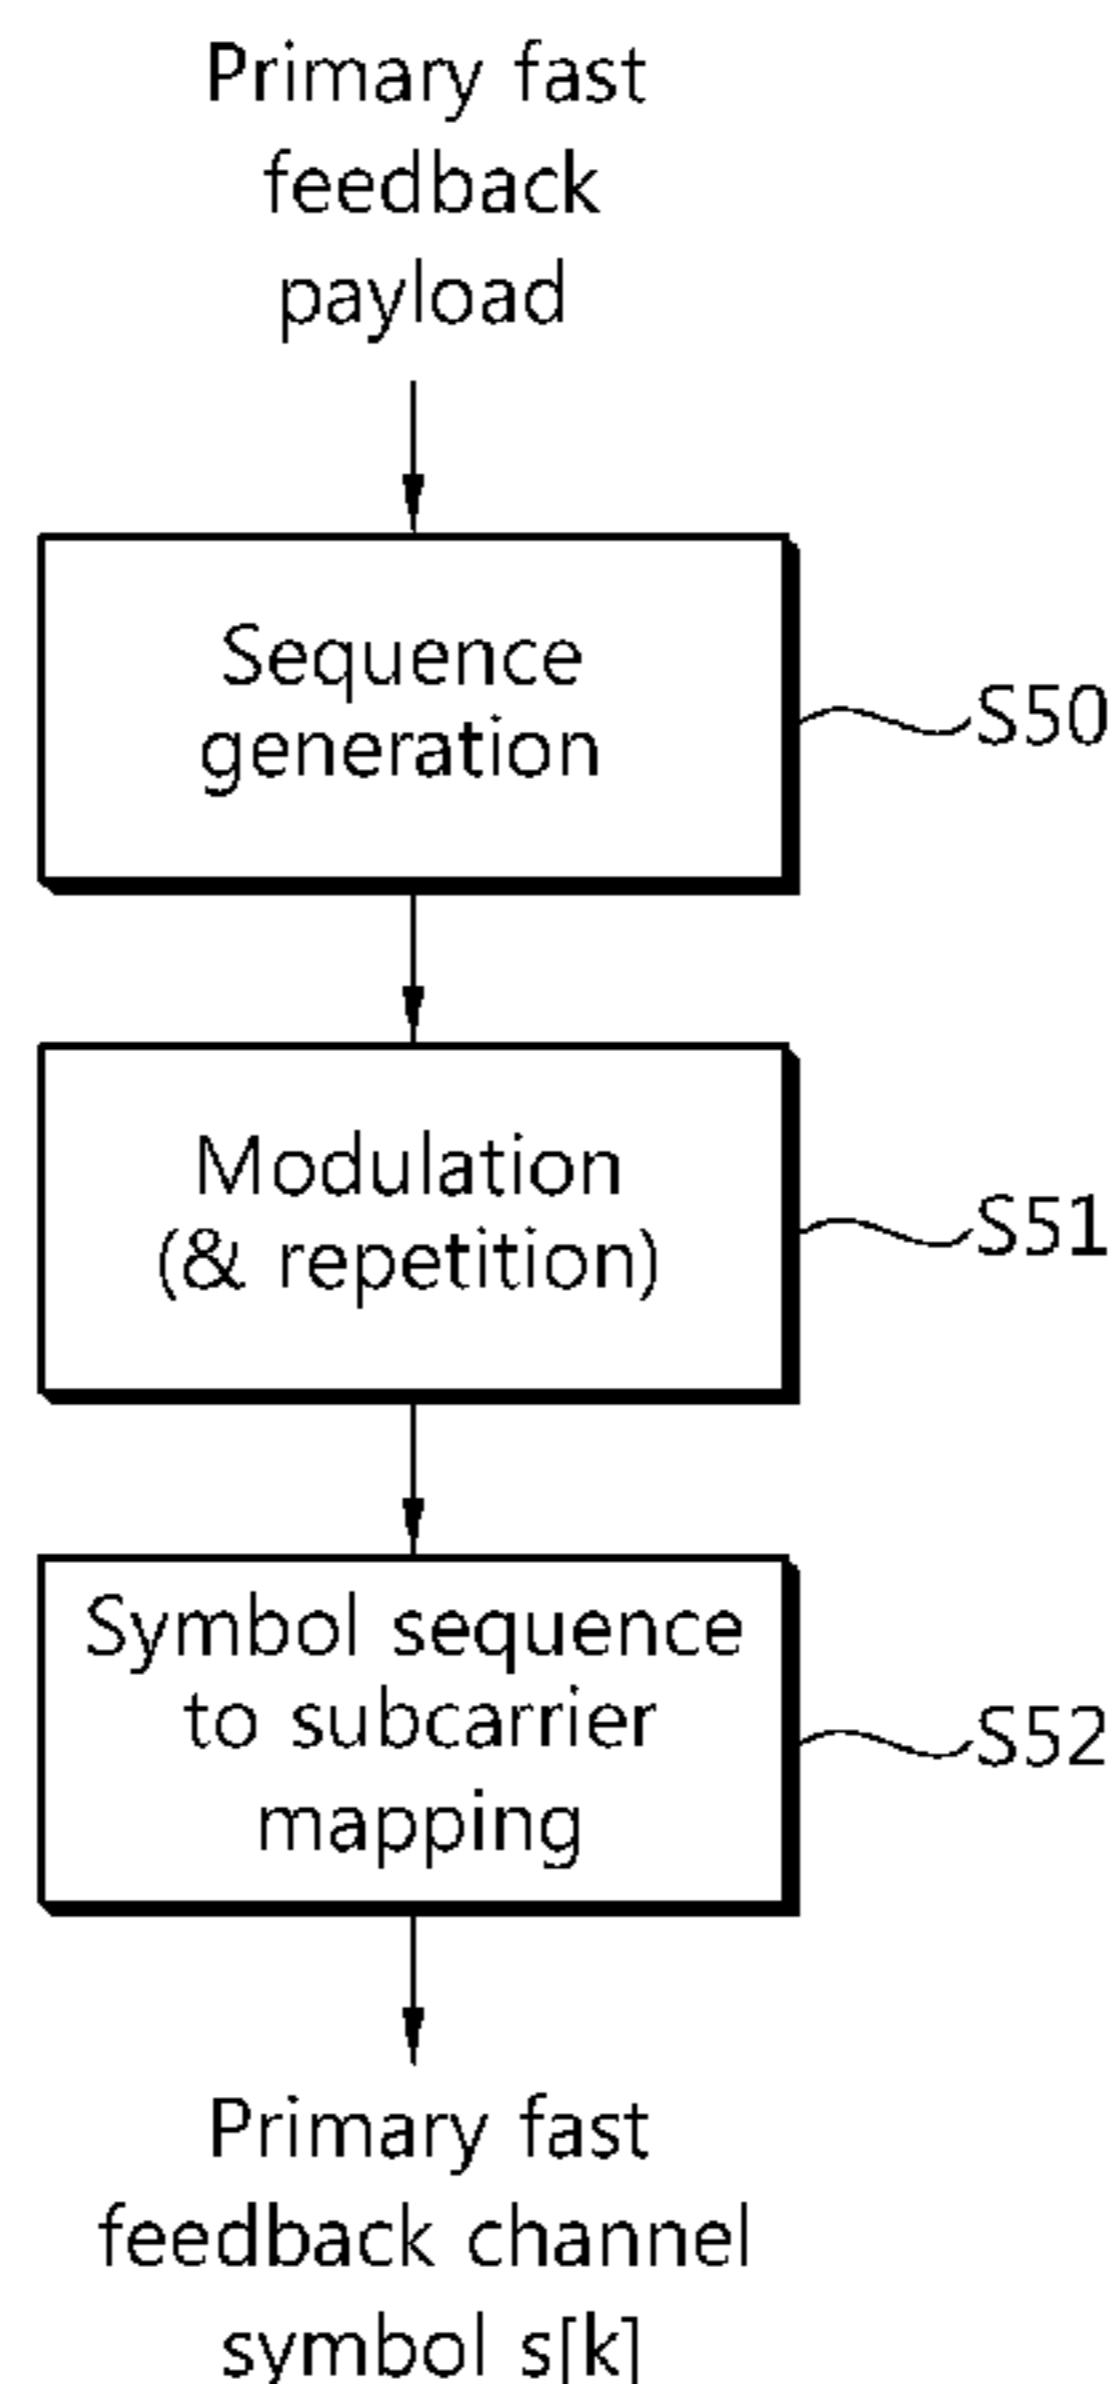 Primary fast
feedback
payload
Sequence
generation
S50
Modulation
(& repetition)
S51
Symbol sequence
to subcarrier
mapping
S52
Primary fast
feedback channel
symbol s[k]